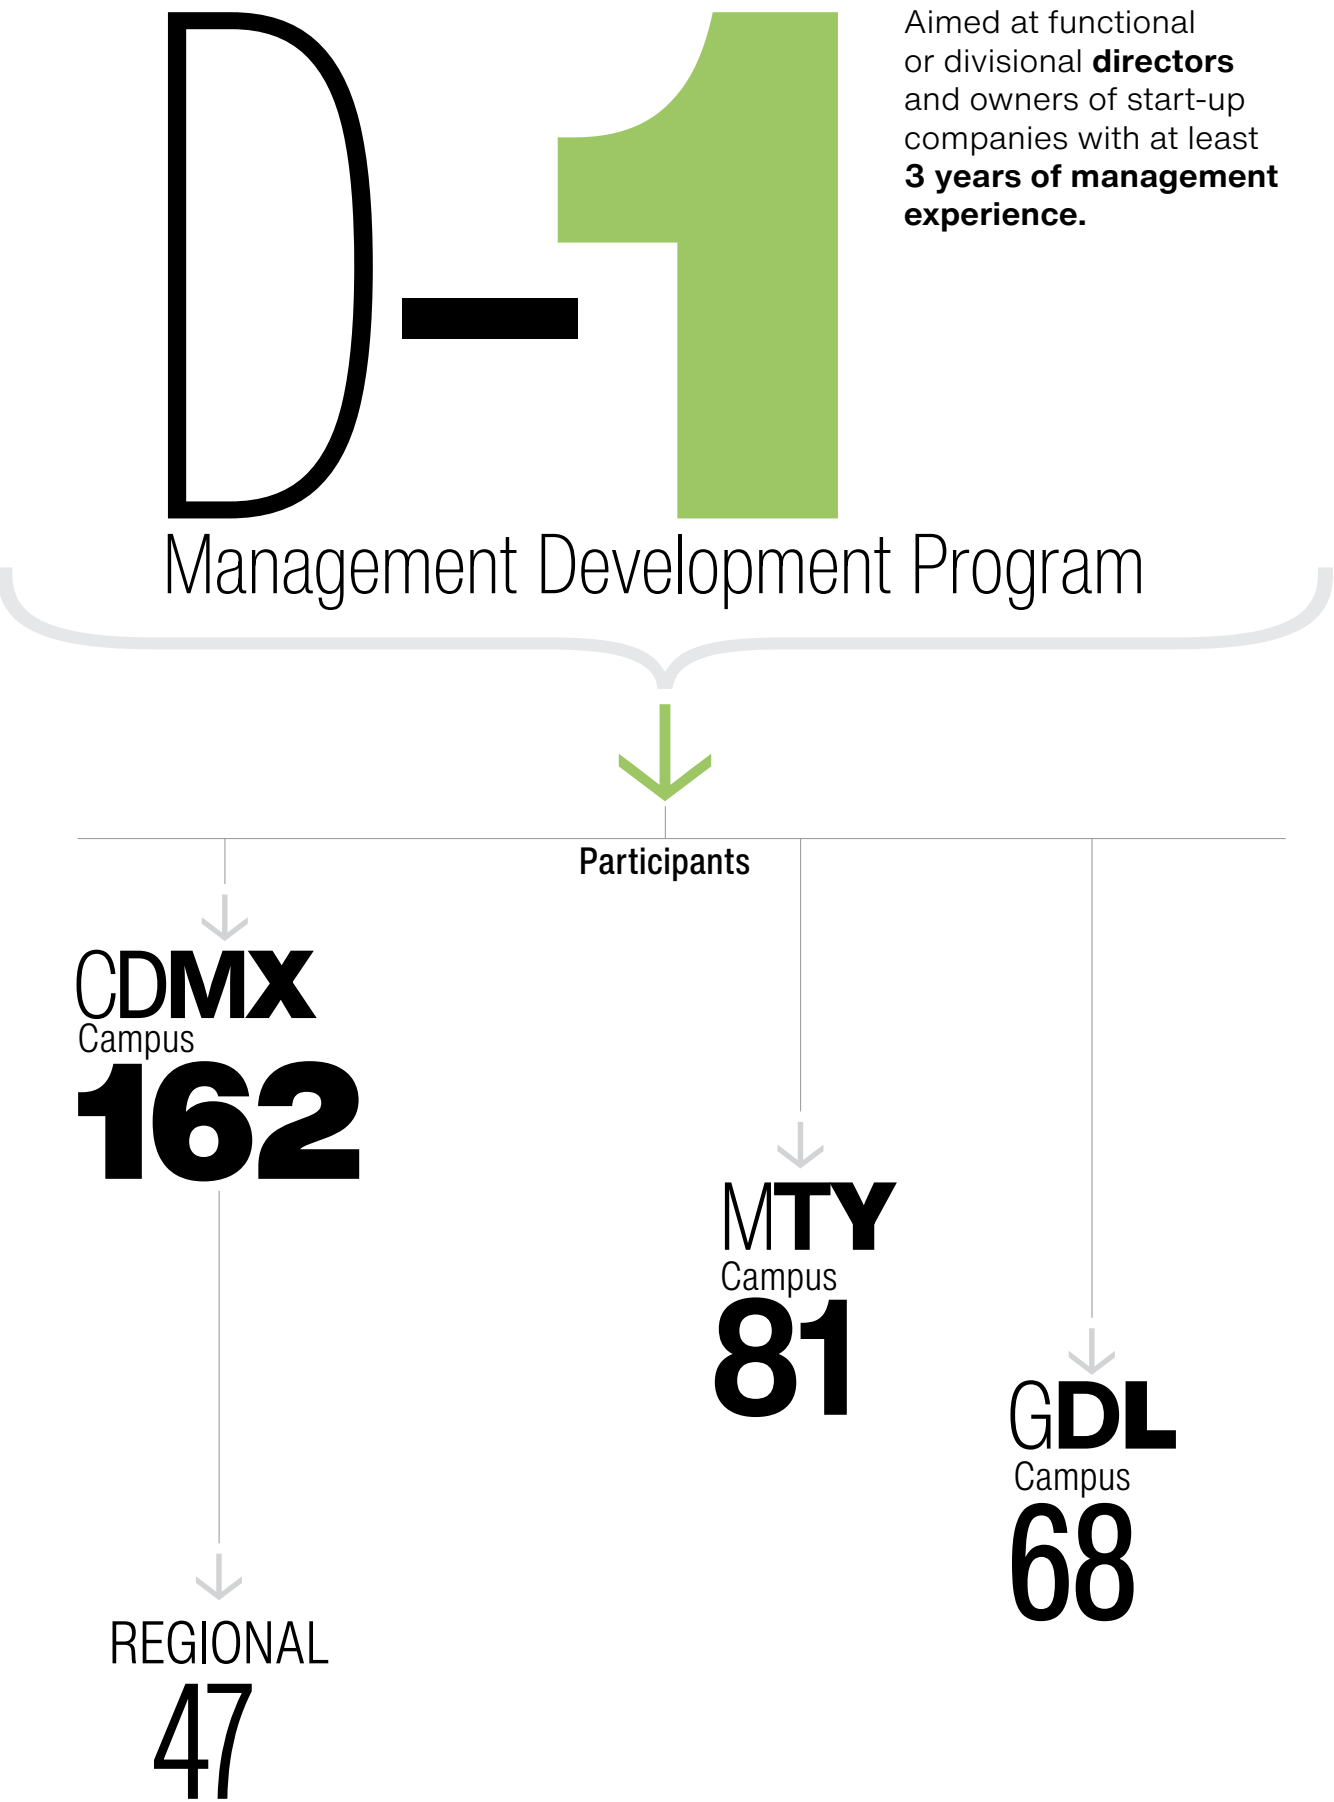 D-1
Aimed at functional
or divisional directors
and owners of start-up
companies with at least
3 years of management
experience.
Management Development Program
Participants
CDMX
Campus
162
MTY
Campus
81
GDL
Campus
68
REGIONAL
47